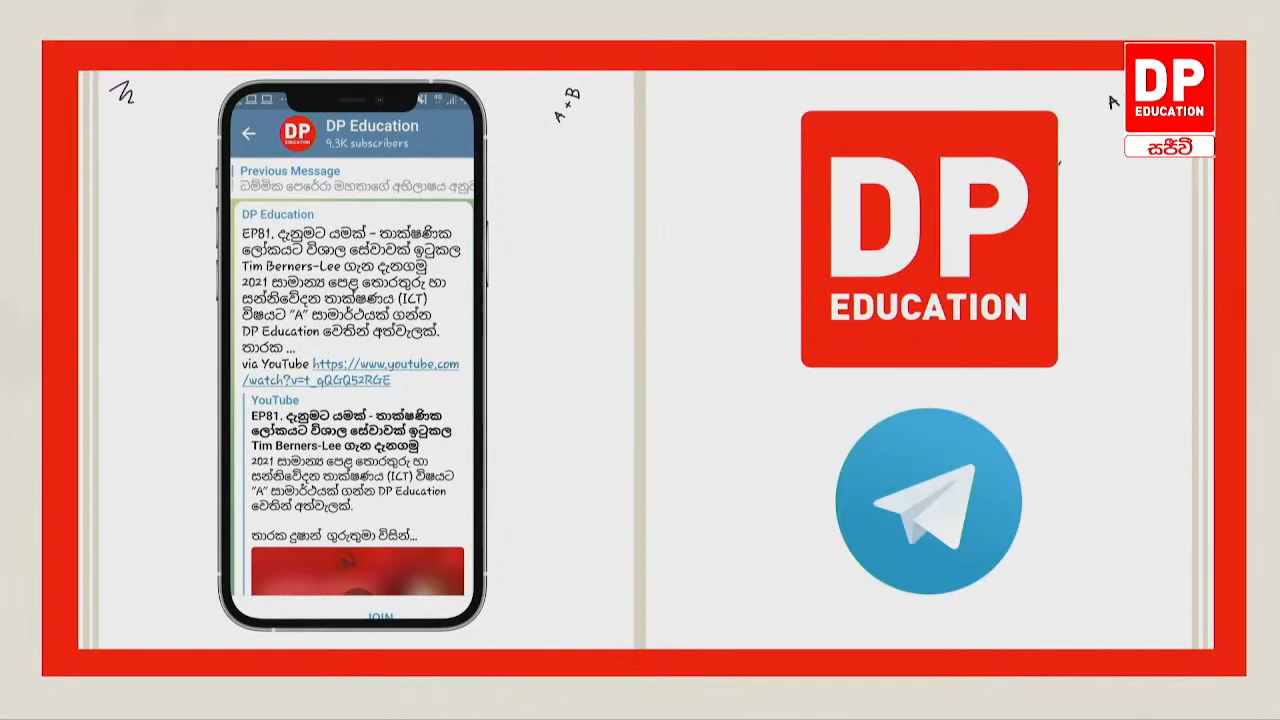 DP Education
9.3K subscribers
Previous Message
ධම්මික පෙරේරා මහතාගේ අභිලාෂය
DP Education
EP81. දැනුමට යමක් - තාක්ෂණික
ලෝකයට විශාල සේවාවක් ඉටුකල
Tim Berners-Lee ගැන දැනගමු
2021 සාමාන්‍ය පෙළ තොරතුරු හා
සන්නිවේදන තාක්ෂණය (ICT)
විෂයට "A" සාමාර්ථයක් ගන්න
DP Education වෙතින් අත්වැලක්.
තාරක ...
via YouTube https://www.youtube.com
/watch?v=t_qQGQ52RGE
YouTube
EP81. දැනුමට යමක් - තාක්ෂණික
ලෝකයට විශාල සේවාවක් ඉටුකල
Tim Berners-Lee ගැන දැනගමු
2021 සාමාන්‍ය පෙළ තොරතුරු හා
සන්නිවේදන තාක්ෂණය (ICT) විෂයට
"A" සාමාර්ථයක් ගන්න DP Education
වෙතින් අත්වැලක්.
තාරක දුෂාන් ගුරුතුමා විසින්...
JOIN
A+B
DP
EDUCATION
DP
EDUCATION
සජීවී